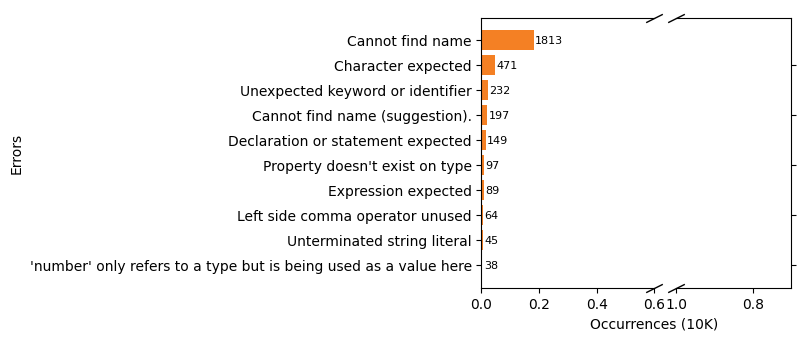 Errors
Cannot find name 1813
Character expected 471
Unexpected keyword or identifier 232
Cannot find name (suggestion). 197
Declaration or statement expected 149
Property doesn't exist on type 97
Expression expected 89
Left side comma operator unused 64
Unterminated string literal 45
'number' only refers to a type but is being used as a value here 38
0.0 0.2 0.4 0.6 1.0 0.8
Occurrences (10K)